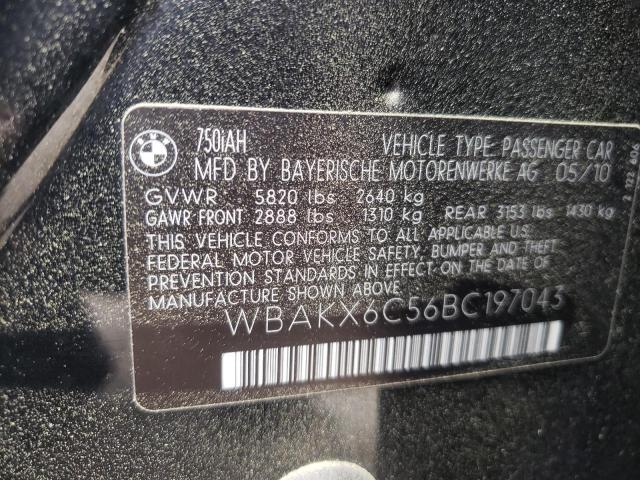 BMW
750iAH VEHICLE TYPE: PASSENGER CAR
MFD BY BAYERISCHE MOTORENWERKE AG 05/10
GVWR 5820 lbs 2640 kg
GAWR FRONT 2888 lbs 1310 kg REAR 3153 lbs 1430 kg
THIS VEHICLE CONFORMS TO ALL APPLICABLE U.S.
FEDERAL MOTOR VEHICLE SAFETY, BUMPER AND THEFT
PREVENTION STANDARDS IN EFFECT ON THE DATE OF
MANUFACTURE SHOWN ABOVE
WBAKX6C56BC197043